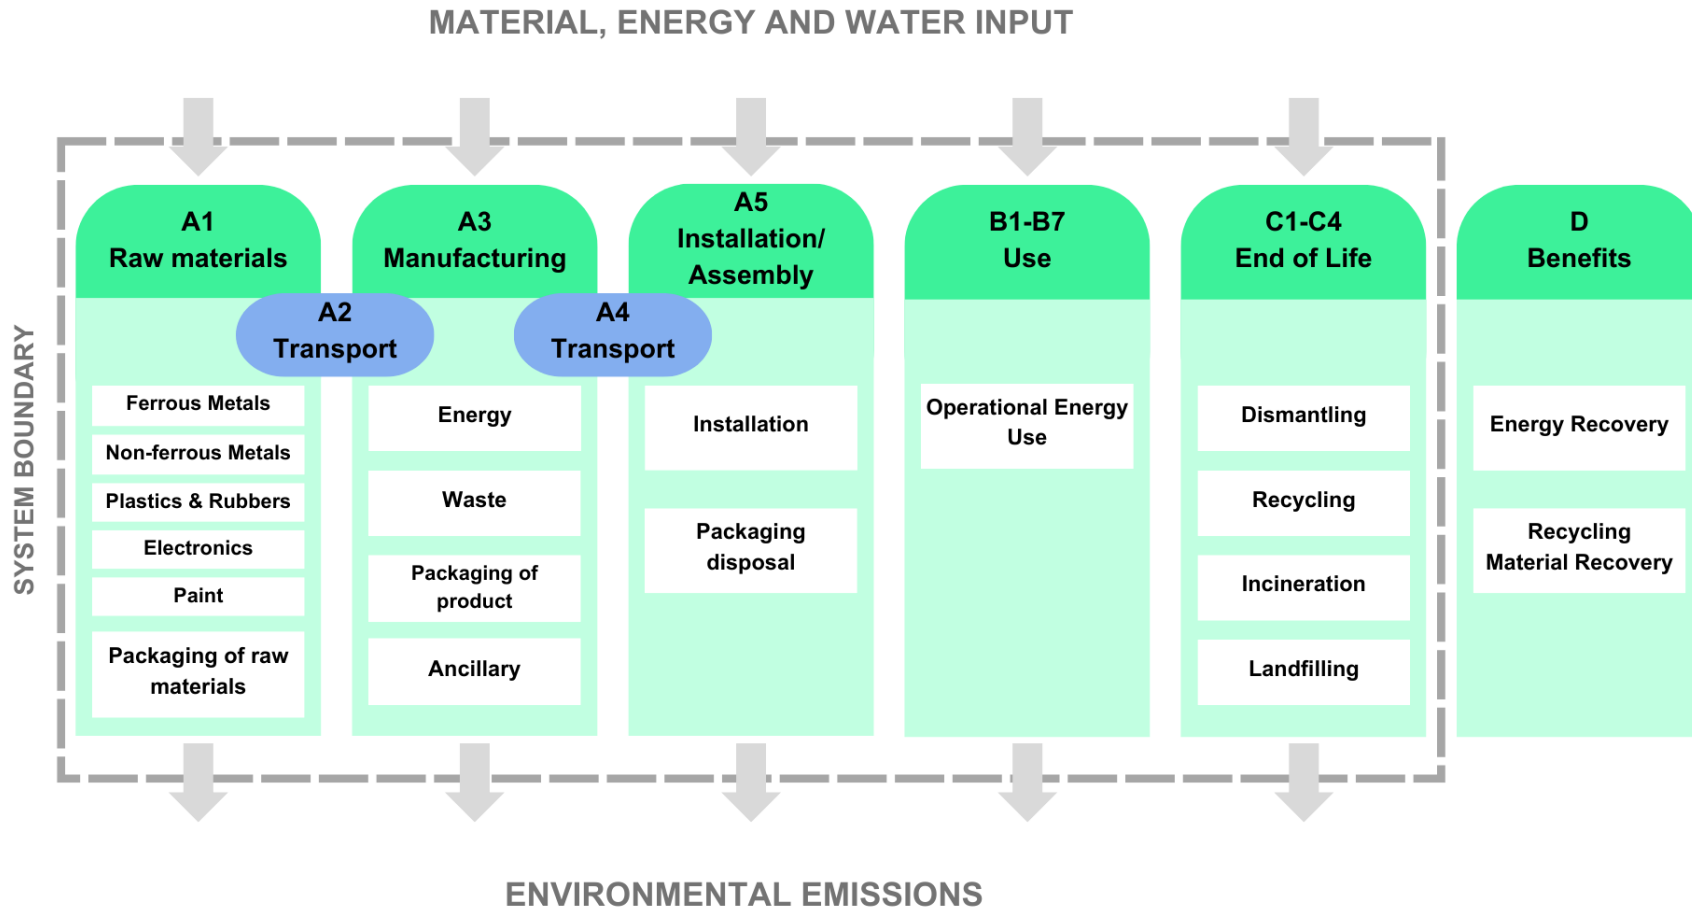 MATERIAL, ENERGY AND WATER INPUT
SYSTEM BOUNDARY
A1
Raw materials
A2
Transport
Ferrous Metals
Non-ferrous Metals
Plastics & Rubbers
Electronics
Paint
Packaging of raw
materials
A3
Manufacturing
A4
Transport
Energy
Waste
Packaging of
product
Ancillary
A5
Installation/
Assembly
Installation
Packaging
disposal
B1-B7
Use
Operational Energy
Use
C1-C4
End of Life
Dismantling
Recycling
Incineration
Landfilling
D
Benefits
Energy Recovery
Recycling
Material Recovery
ENVIRONMENTAL EMISSIONS